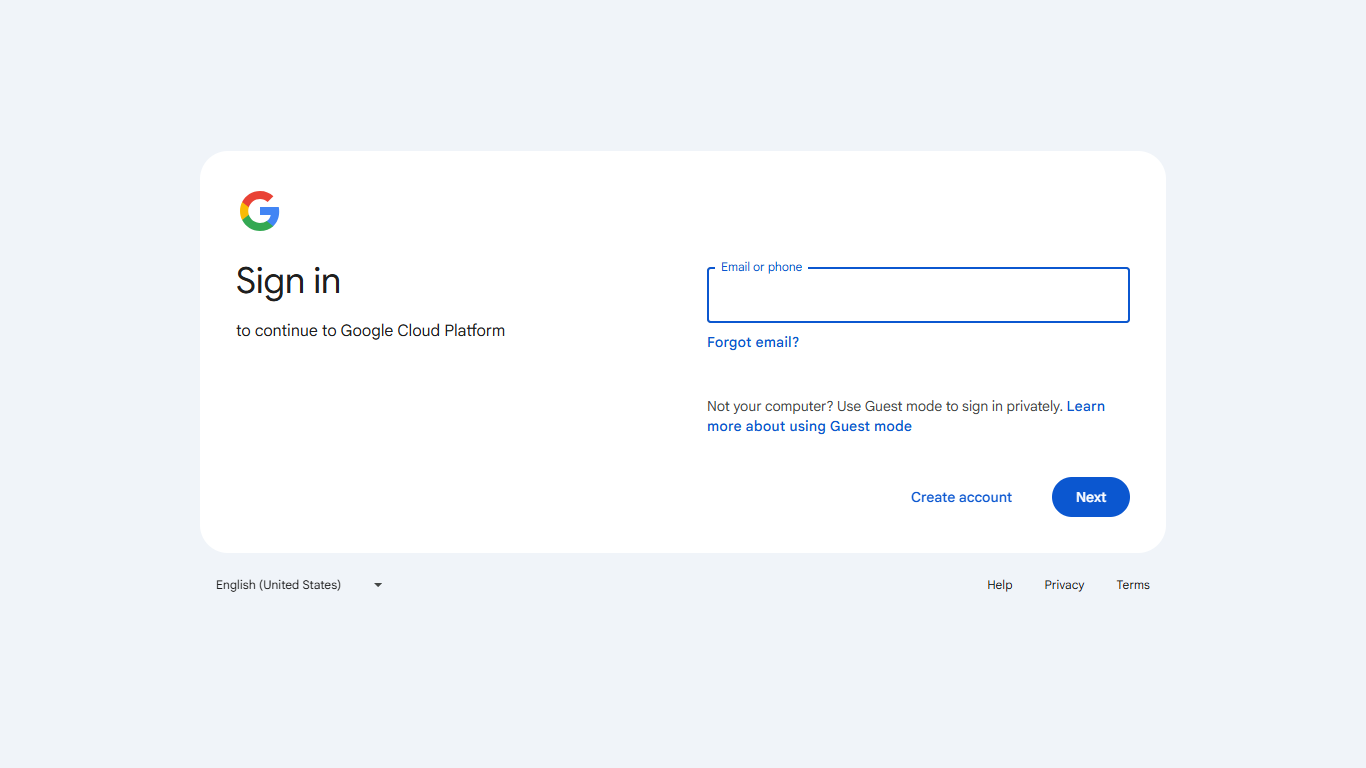 Sign in
to continue to Google Cloud Platform
Email or phone
Forgot email?
Not your computer? Use Guest mode to sign in privately. Learn
more about using Guest mode
Create account
Next
English (United States)
Help
Privacy
Terms